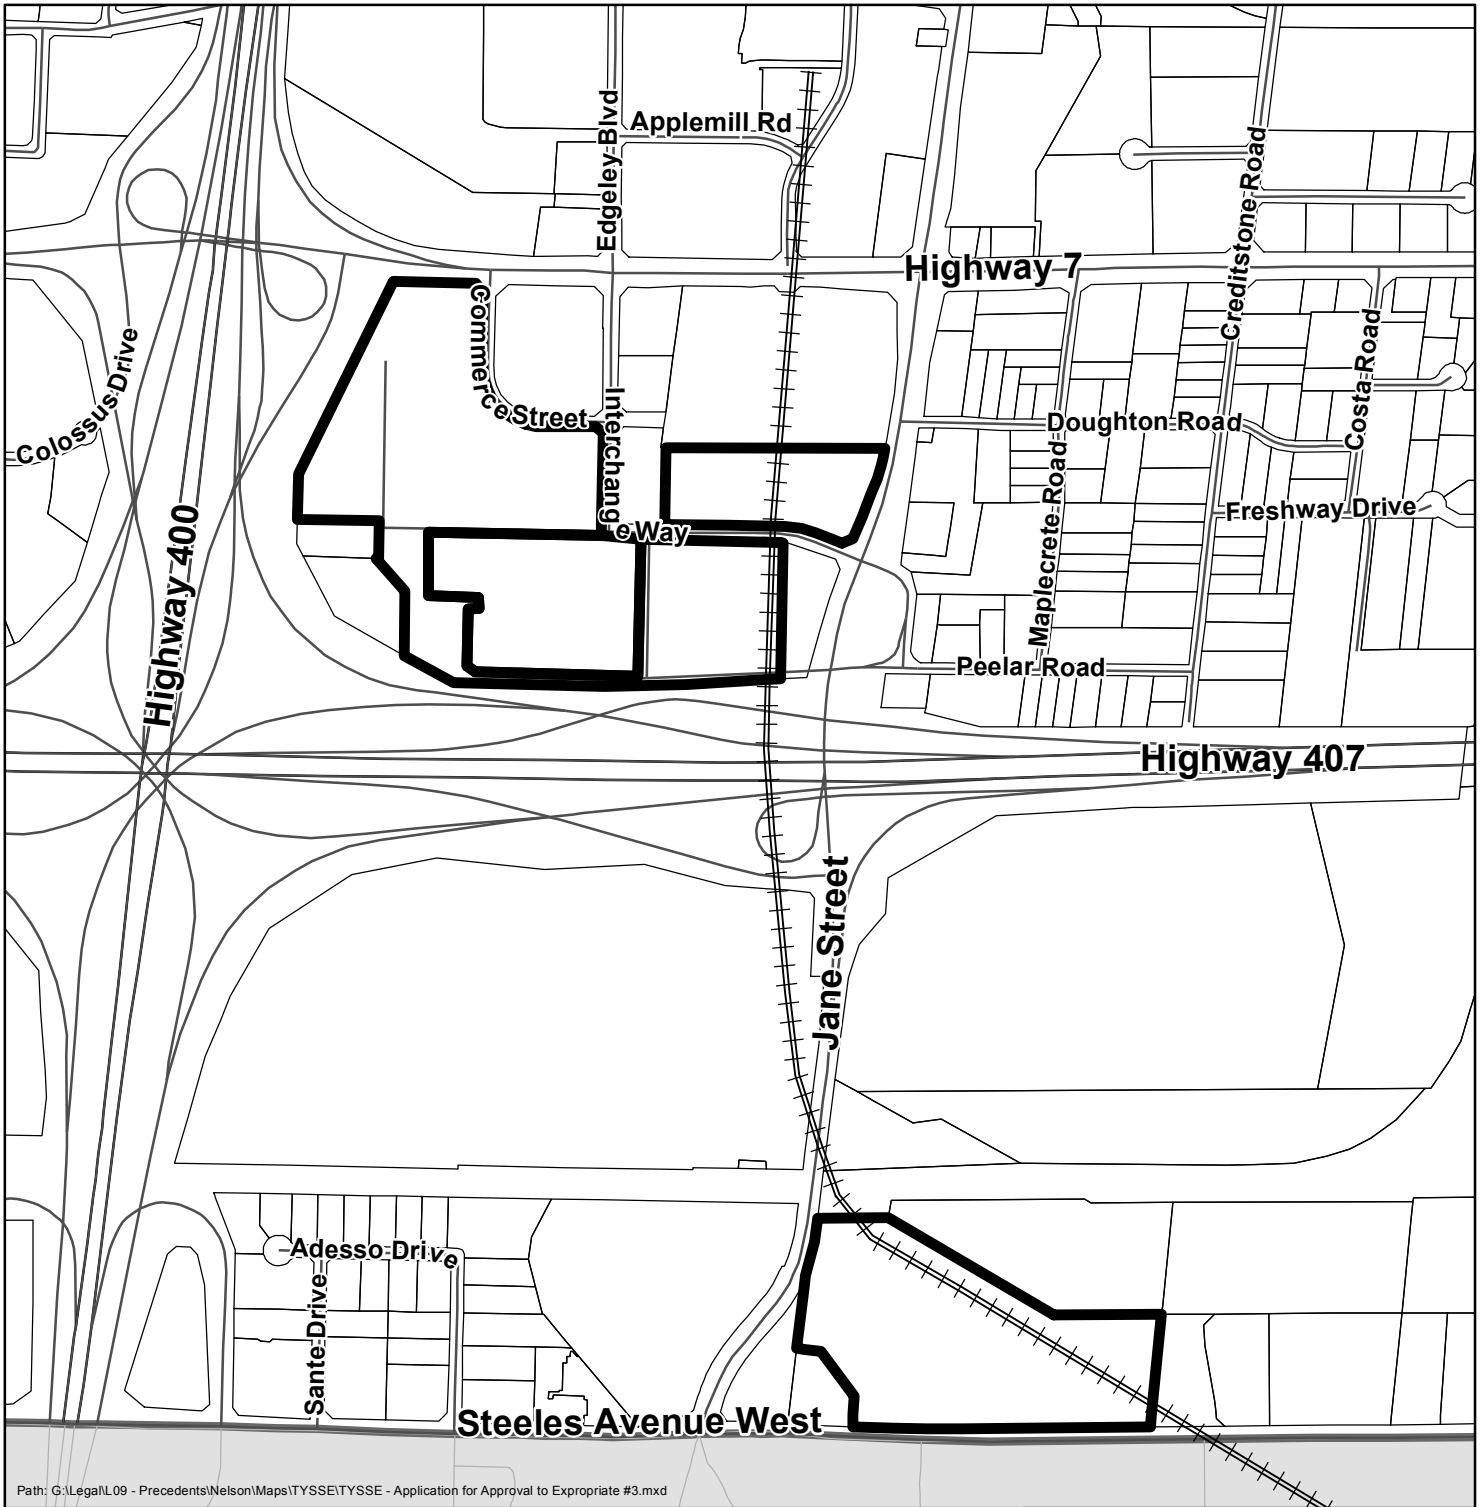 Applemill Rd
Edgeley Blvd
Creditstone Road
Highway 7
Commerce Street
Colossus Drive
Costa Road
Interchange Way
Doughton Road
Maplecrete Road
Freshway Drive
Highway 400
Peelar Road
Highway 407
Jane Street
Adesso Drive
Sante Drive
Steeles Avenue West
Path: G:\Legal\L09 - Precedents\Nelson\Maps\TYSSE\TYSSE - Application for Approval to Expropriate #3.mxd